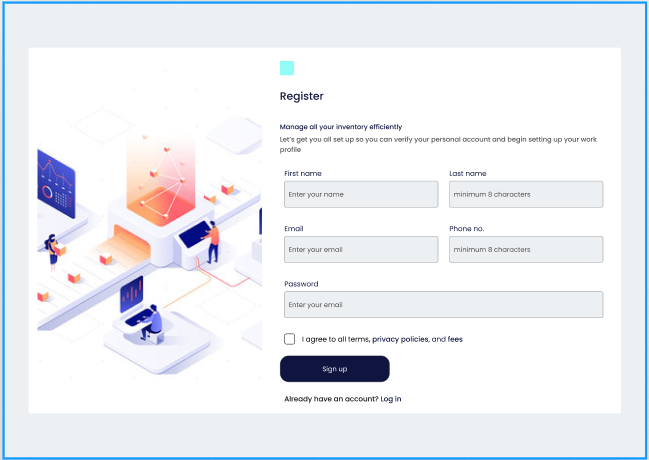 Register
Manage all your inventory efficiently
Let's get you all set up so you can verify your personal account and begin setting up your work
profile
First name
Last name
Enter your name
minimum 8 characters
Email
Phone no.
Enter your email
minimum 8 characters
Password
Enter your email
I agree to all terms, privacy policies, and fees
Sign up
Already have an account? Log in